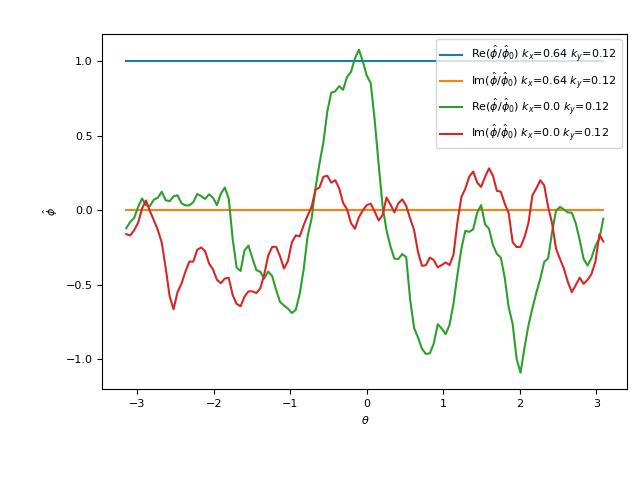 Re(φ̂/φ̂₀) kₓ=0.64 k_y=0.12
Im(φ̂/φ̂₀) kₓ=0.64 k_y=0.12
Re(φ̂/φ̂₀) kₓ=0.0 k_y=0.12
Im(φ̂/φ̂₀) kₓ=0.0 k_y=0.12
1.0
0.5
0.0
−0.5
−1.0
φ̂
−3 −2 −1 0 1 2 3
θ